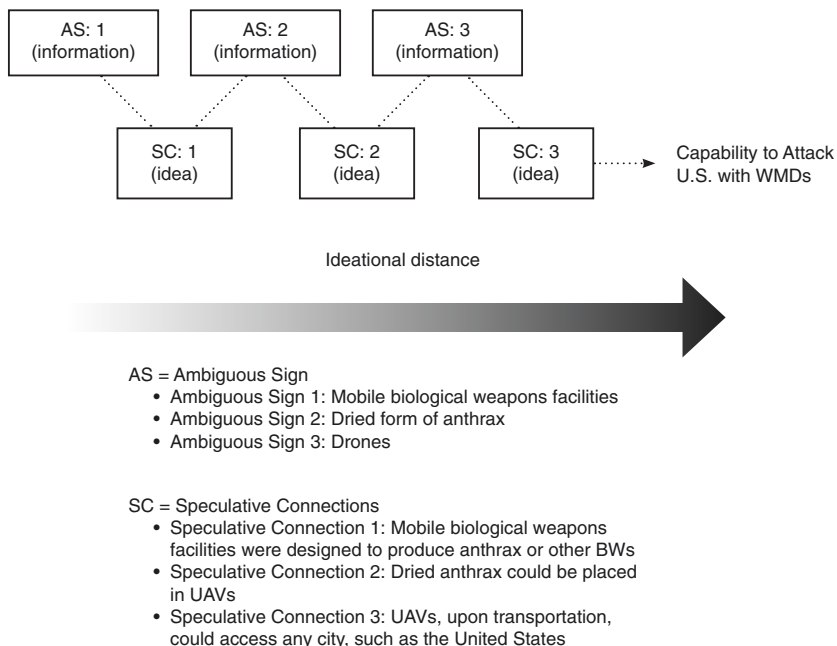 AS: 1
(information)
AS: 2
(information)
AS: 3
(information)
SC: 1
(idea)
SC: 2
(idea)
SC: 3
(idea)
Capability to Attack
U.S. with WMDs
Ideational distance
AS = Ambiguous Sign
• Ambiguous Sign 1: Mobile biological weapons facilities
• Ambiguous Sign 2: Dried form of anthrax
• Ambiguous Sign 3: Drones
SC = Speculative Connections
• Speculative Connection 1: Mobile biological weapons
facilities were designed to produce anthrax or other BWs
• Speculative Connection 2: Dried anthrax could be placed
in UAVs
• Speculative Connection 3: UAVs, upon transportation,
could access any city, such as the United States